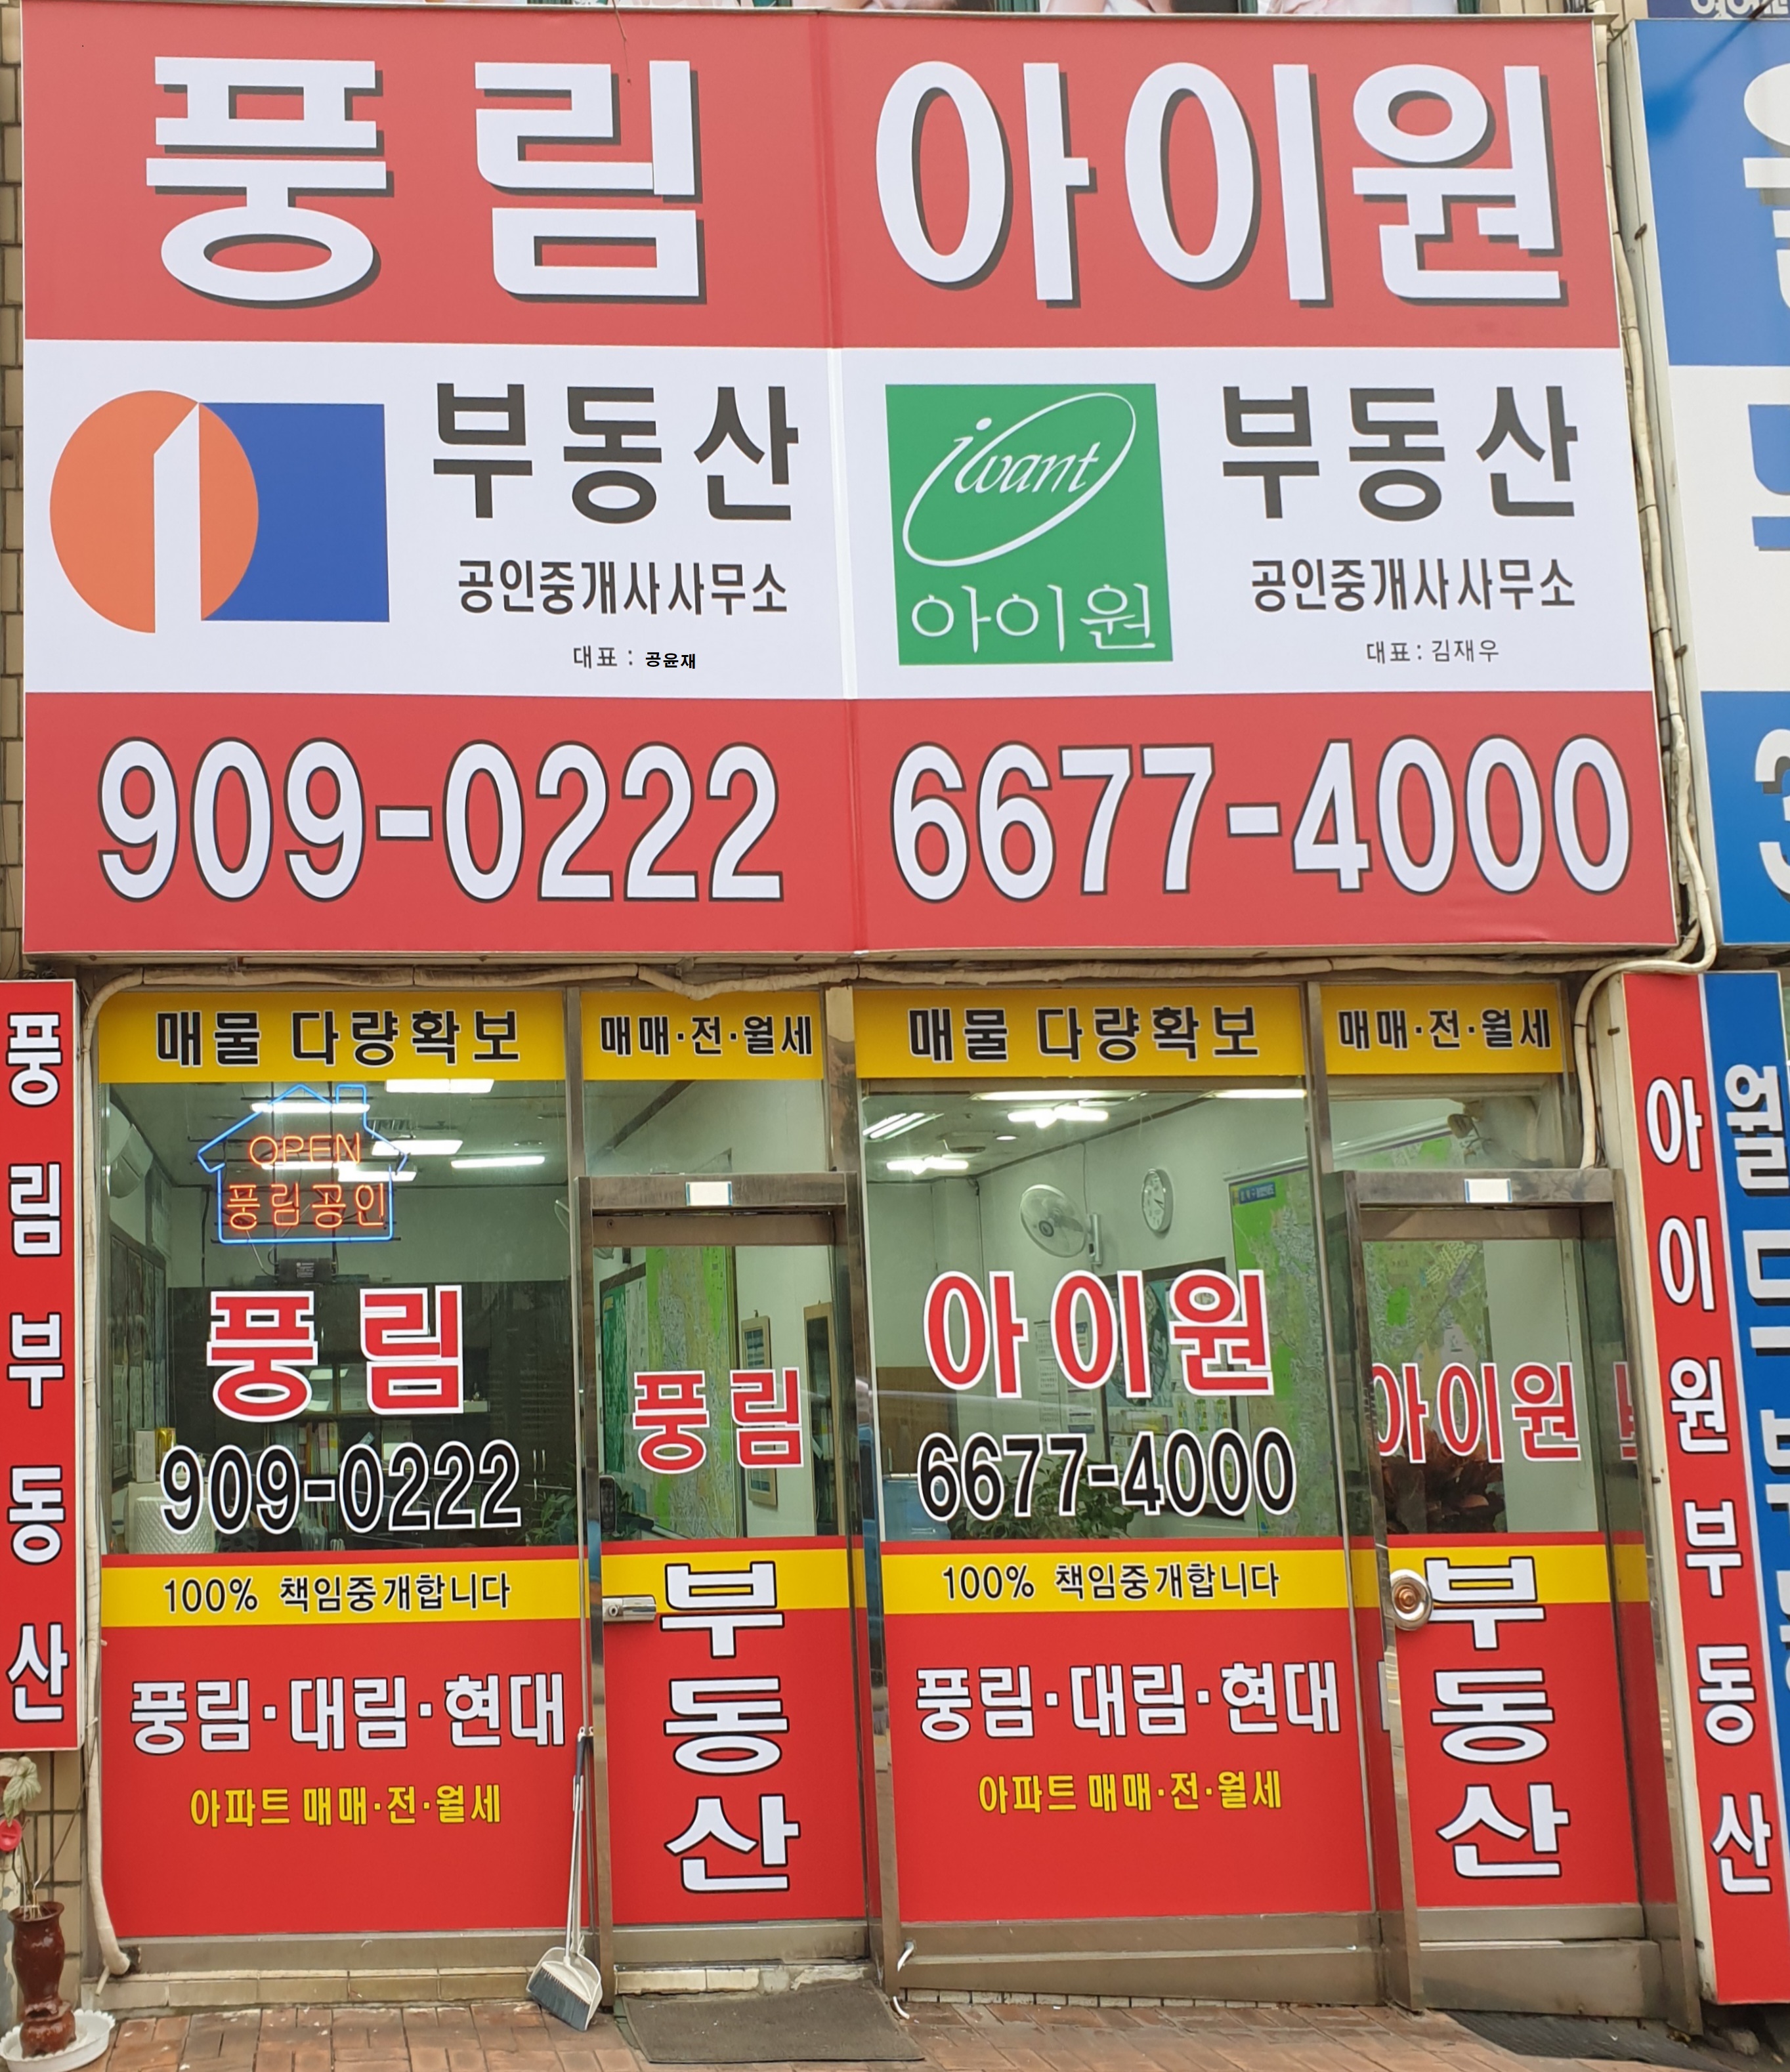 풍림 아이원
부동산
공인중개사사무소
대표 : 공윤재
iwant
아이원
부동산
공인중개사사무소
대표 : 김재우
909-0222 6677-4000
풍림부동산
매물 다량확보
매매·전·월세
매물 다량확보
매매·전·월세
OPEN
풍림공인
풍림
909-0222
풍림
아이원
6677-4000
아이원
100% 책임중개합니다
풍림·대림·현대
아파트 매매·전·월세
부동산
100% 책임중개합니다
풍림·대림·현대
아파트 매매·전·월세
부동산
아이원부동산